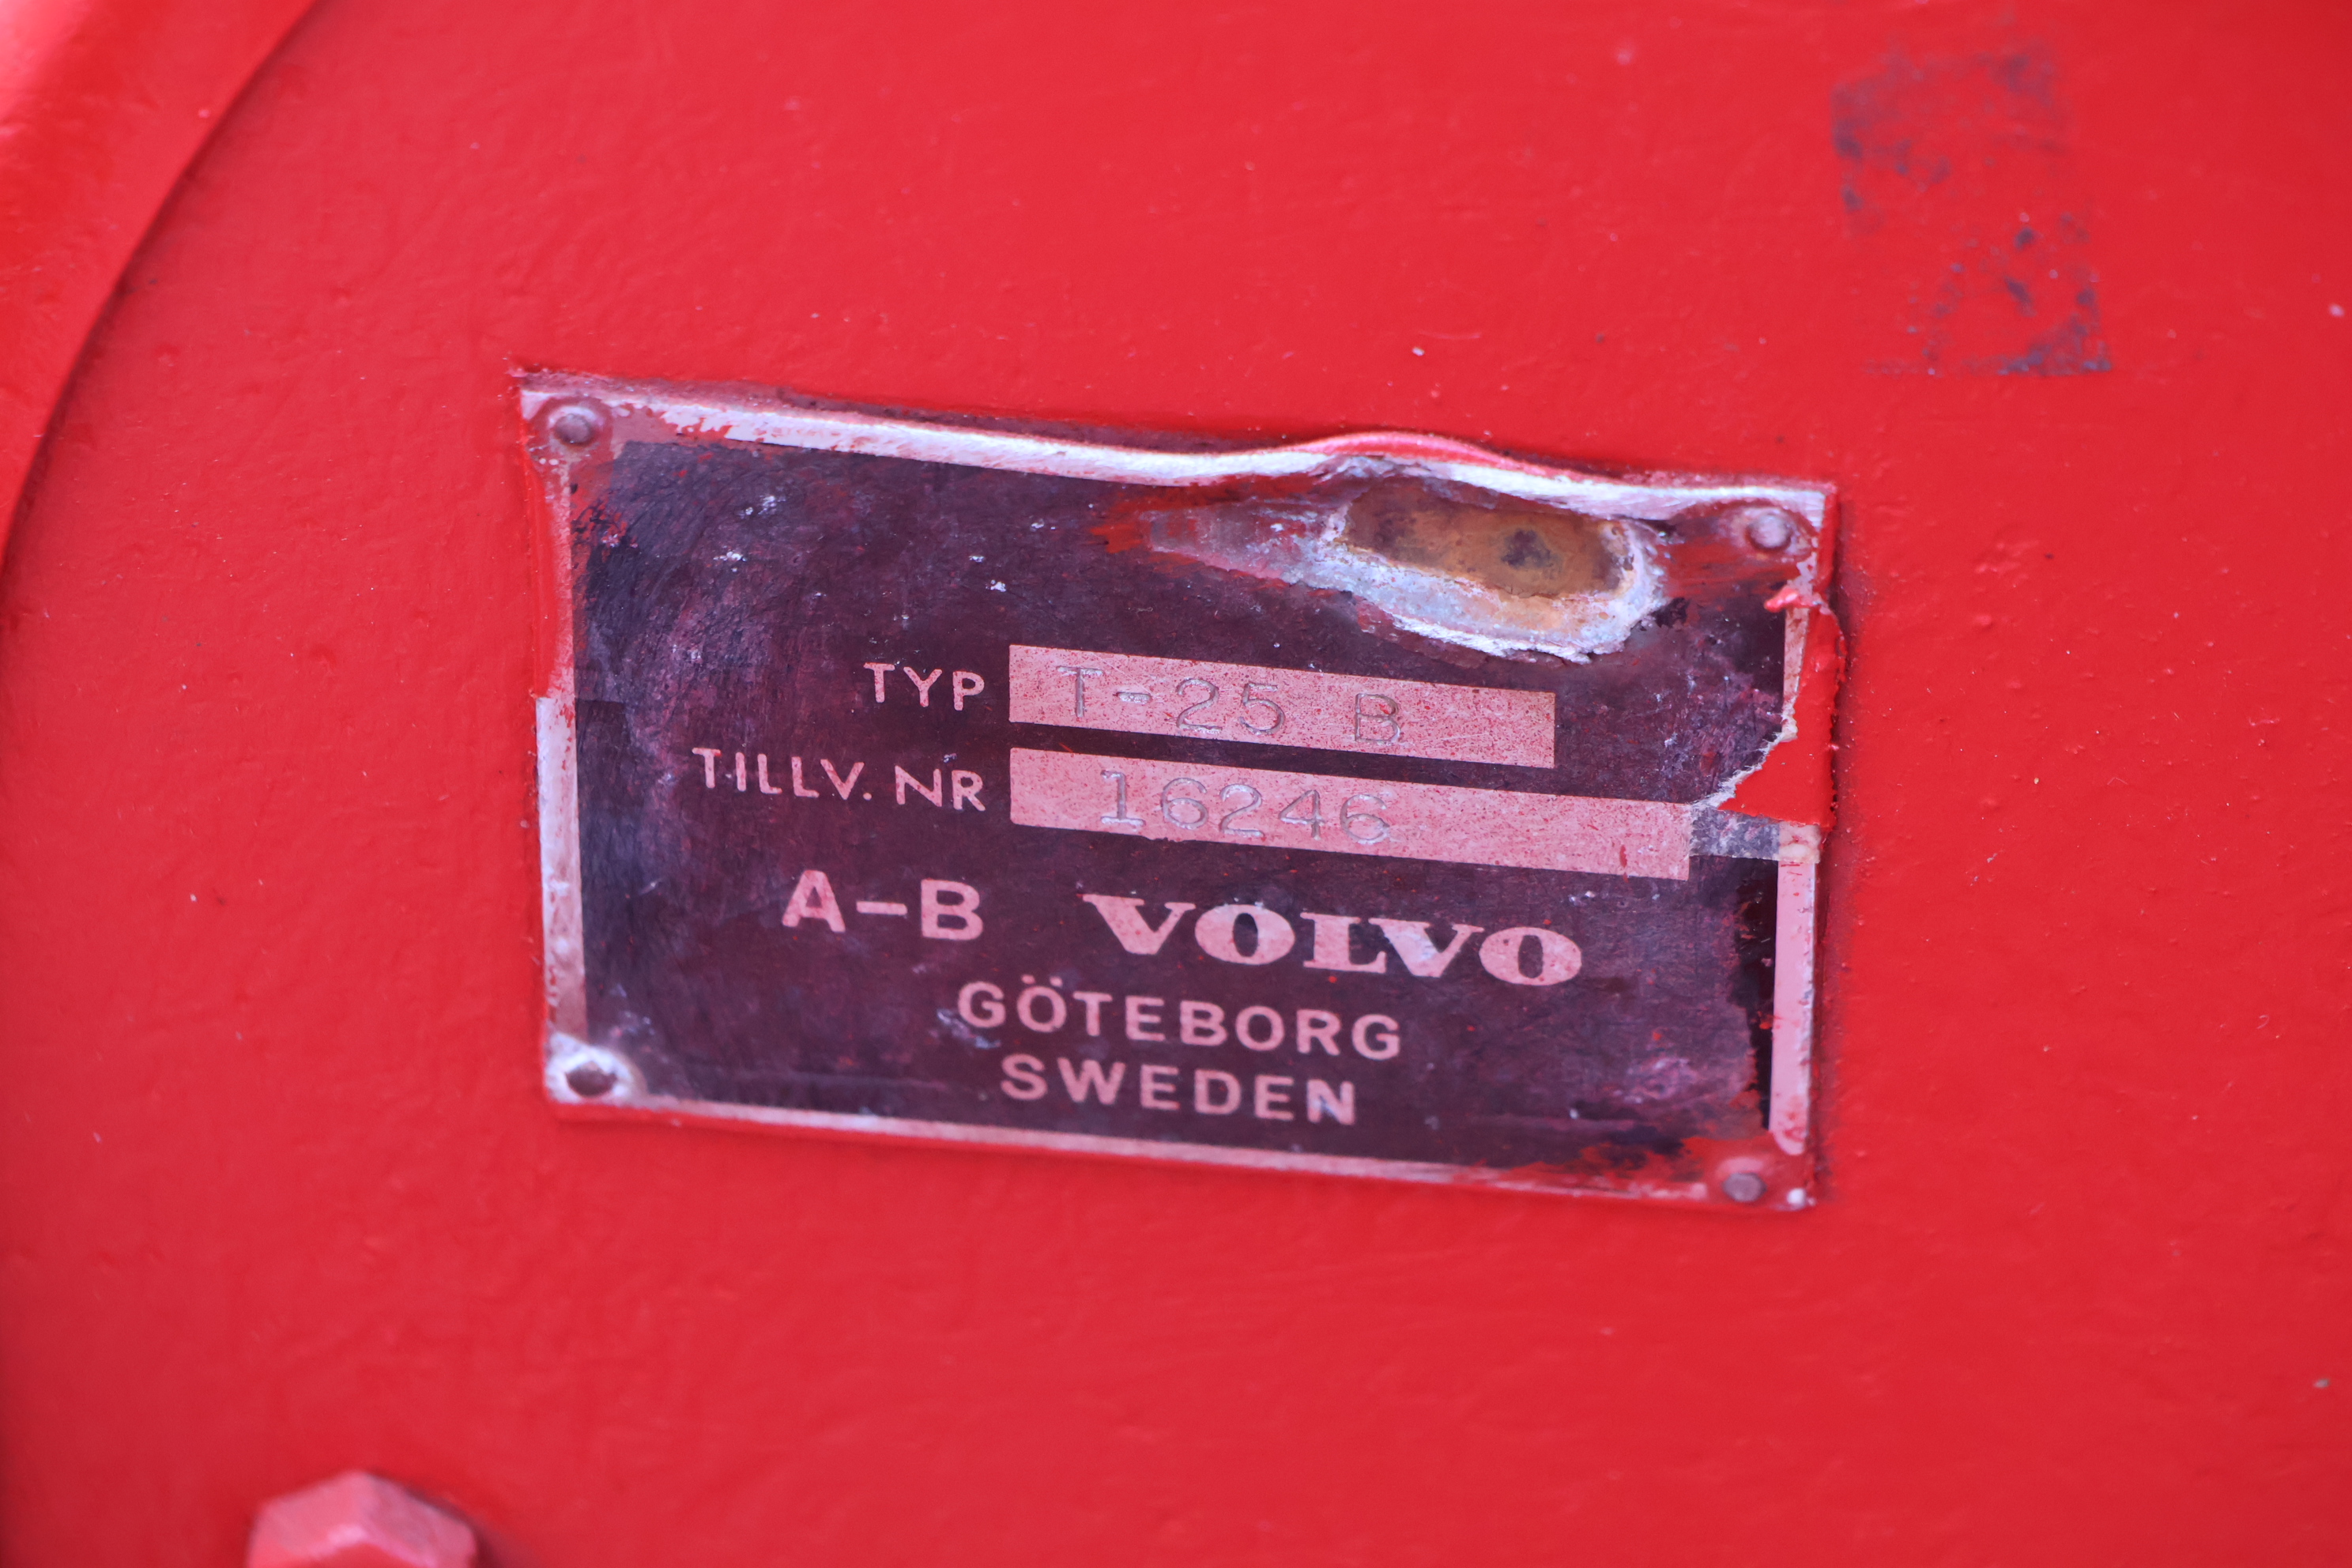 TYP T-25 B
TILLV. NR 16246
A-B VOLVO
GÖTEBORG
SWEDEN